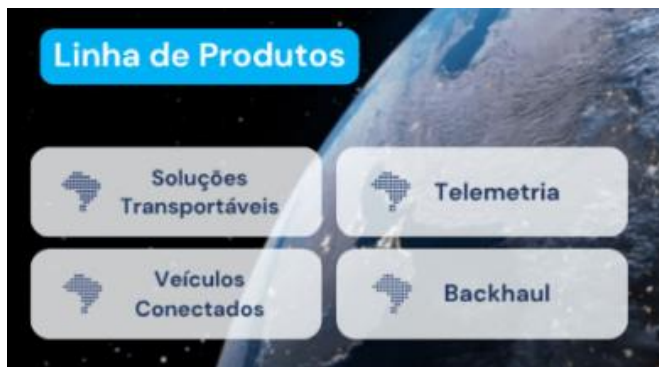 Linha de Produtos
Soluções
Transportáveis
Telemetria
Veículos
Conectados
Backhaul